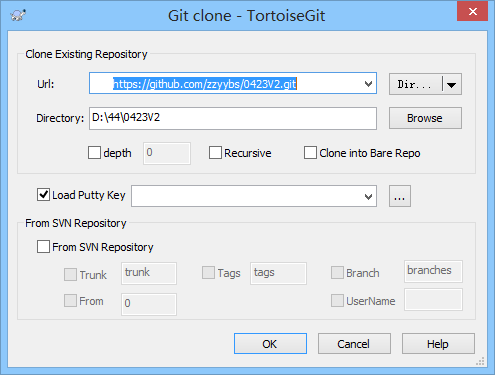 Git clone - TortoiseGit
Clone Existing Repository
Url: https://github.com/zzyybs/0423V2.git Dir...
Directory: D:\44\0423V2 Browse
depth 0 Recursive Clone into Bare Repo
Load Putty Key ...
From SVN Repository
From SVN Repository
Trunk trunk Tags tags Branch branches
From 0 UserName
OK Cancel Help